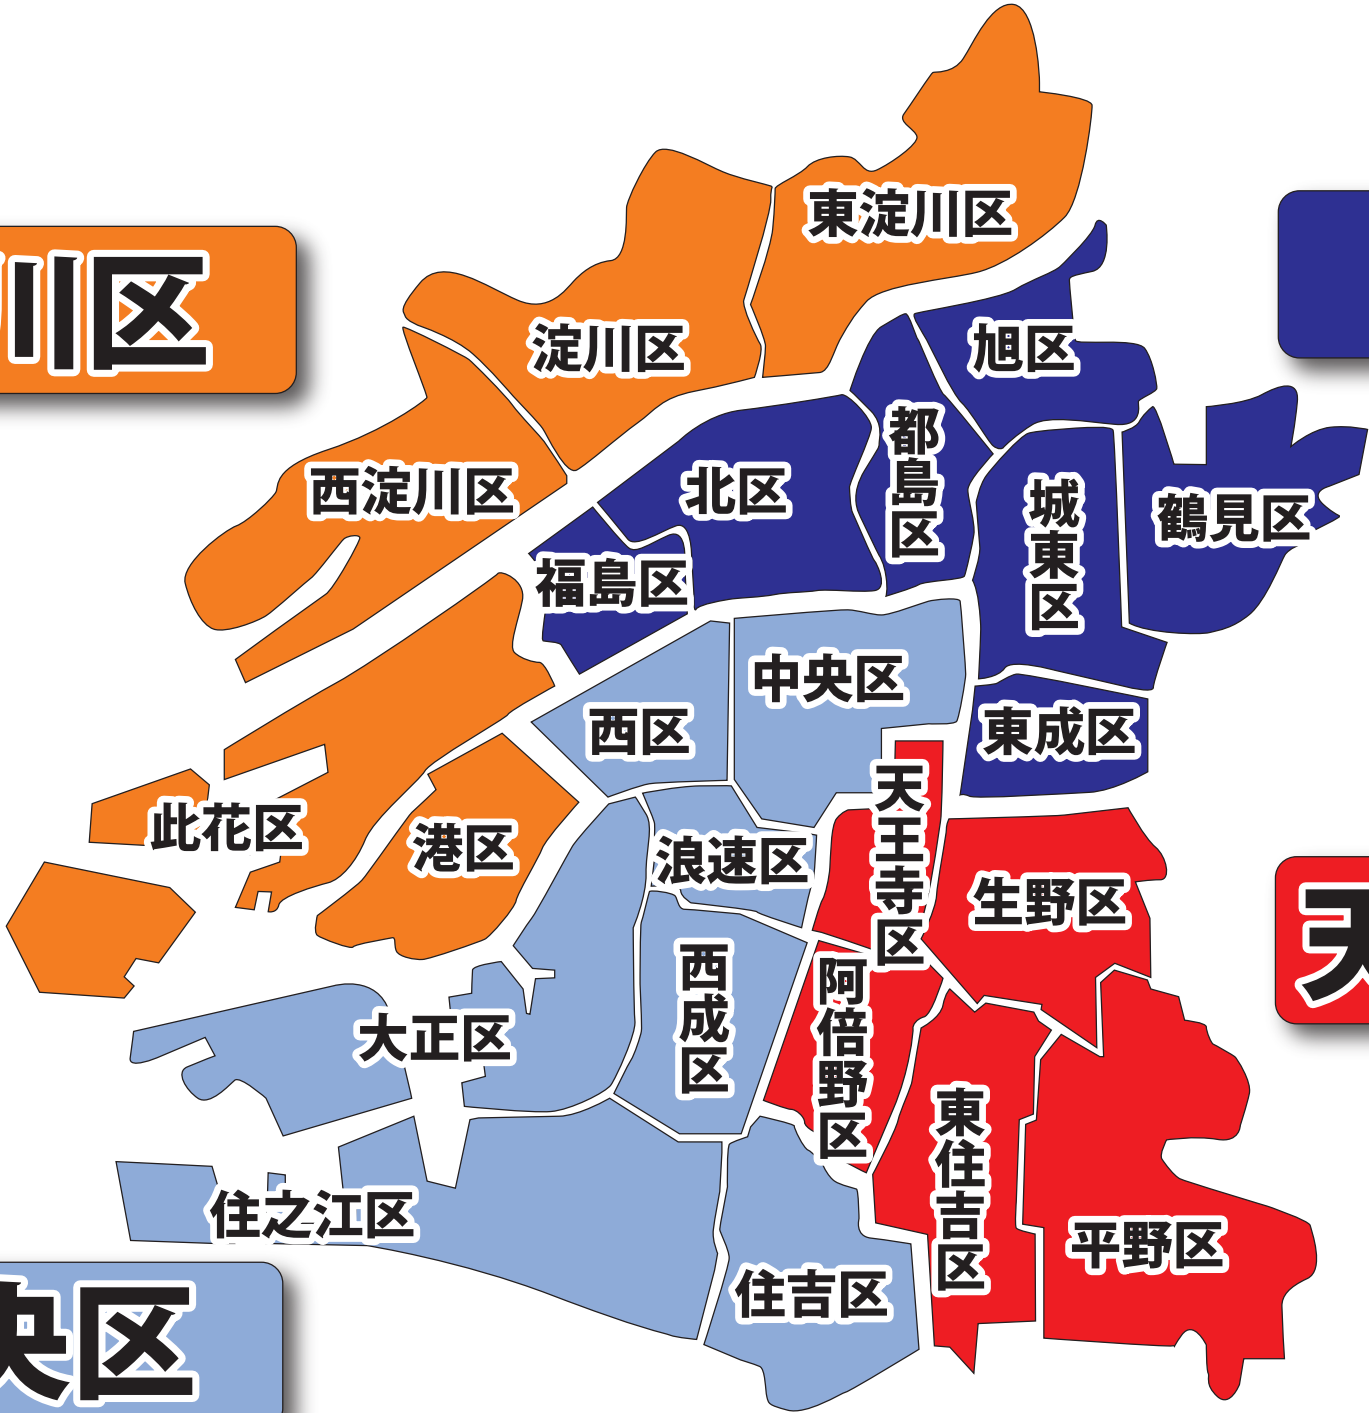 東淀川区
川区
淀川区
旭区
都島区
西淀川区
北区
城東区
鶴見区
福島区
中央区
西区
東成区
天王寺区
此花区
港区
浪速区
生野区
天
西成区
阿倍野区
大正区
東住吉区
住之江区
平野区
住吉区
央区